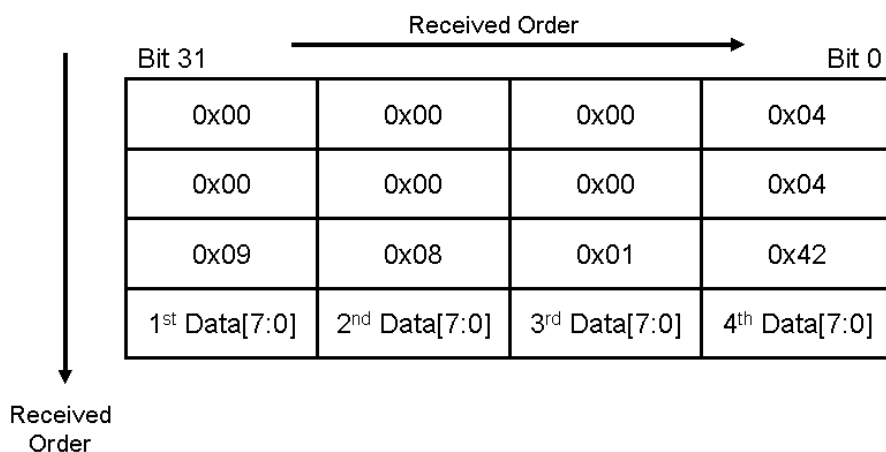 Received Order
Bit 31 Bit 0
0x00 0x00 0x00 0x04
0x00 0x00 0x00 0x04
0x09 0x08 0x01 0x42
1st Data[7:0] 2nd Data[7:0] 3rd Data[7:0] 4th Data[7:0]
Received
Order